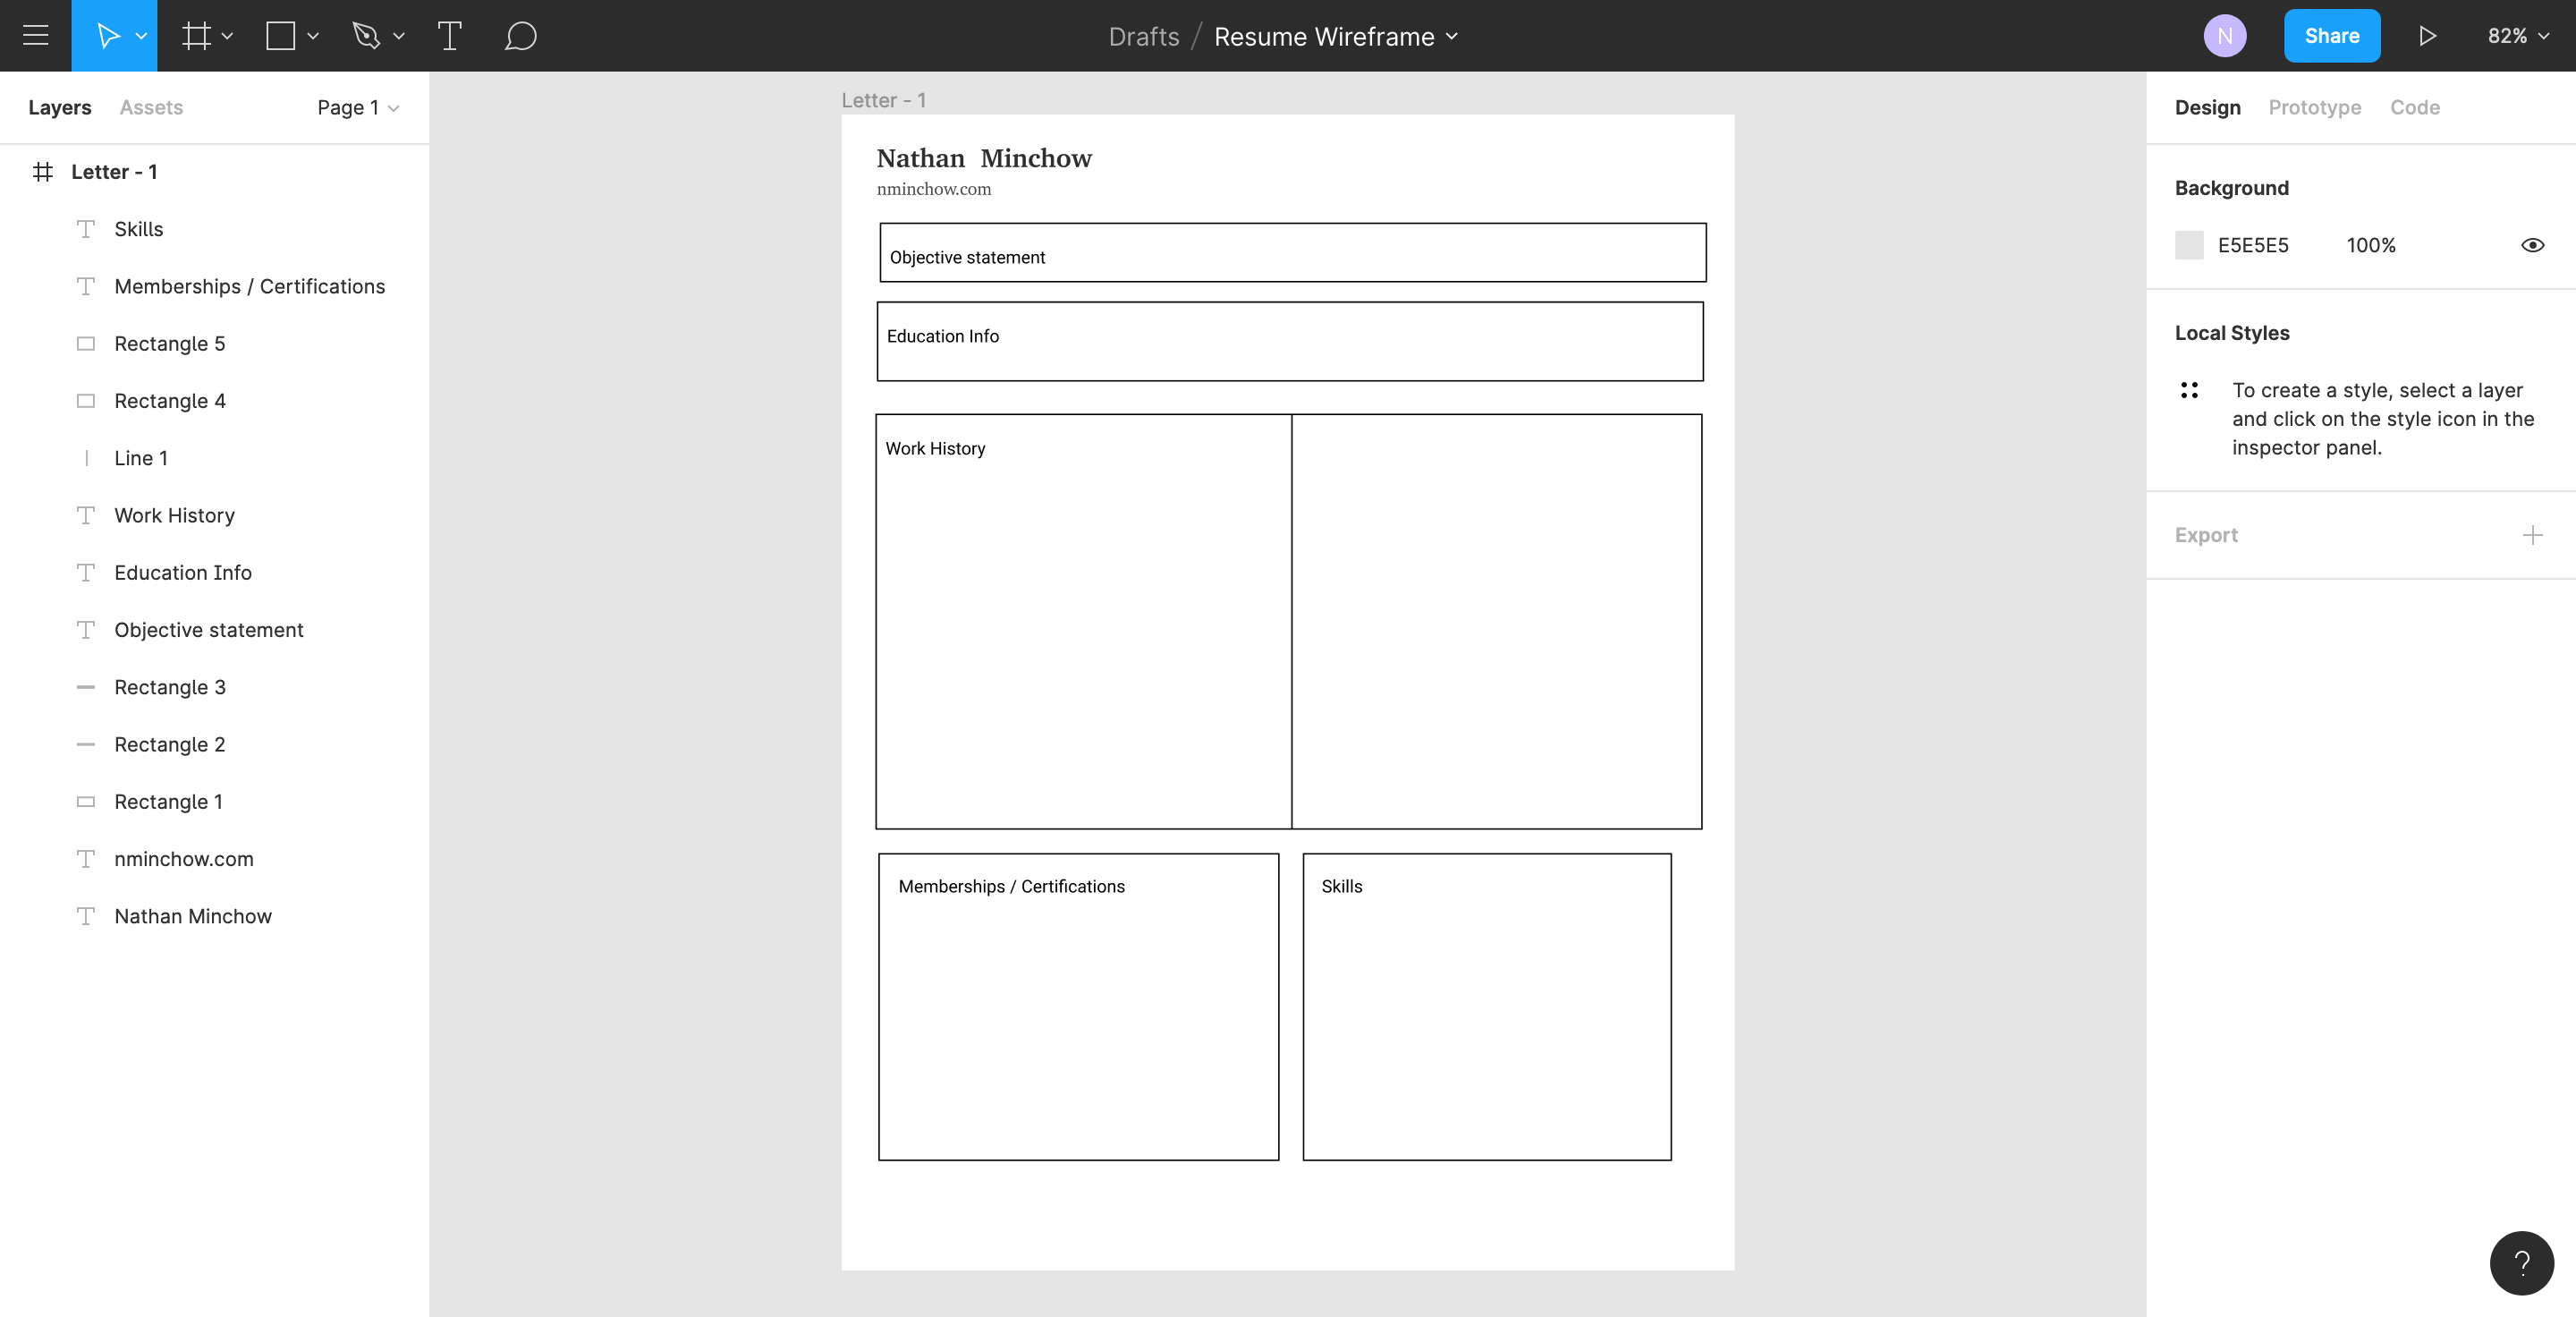 Drafts / Resume Wireframe
N
Share
82%
Layers
Assets
Page 1
Letter - 1
Skills
Memberships / Certifications
Rectangle 5
Rectangle 4
Line 1
Work History
Education Info
Objective statement
Rectangle 3
Rectangle 2
Rectangle 1
nminchow.com
Nathan Minchow
Letter - 1
Nathan Minchow
nminchow.com
Objective statement
Education Info
Work History
Memberships / Certifications
Skills
Design
Prototype
Code
Background
E5E5E5
100%
Local Styles
To create a style, select a layer
and click on the style icon in the
inspector panel.
Export
?